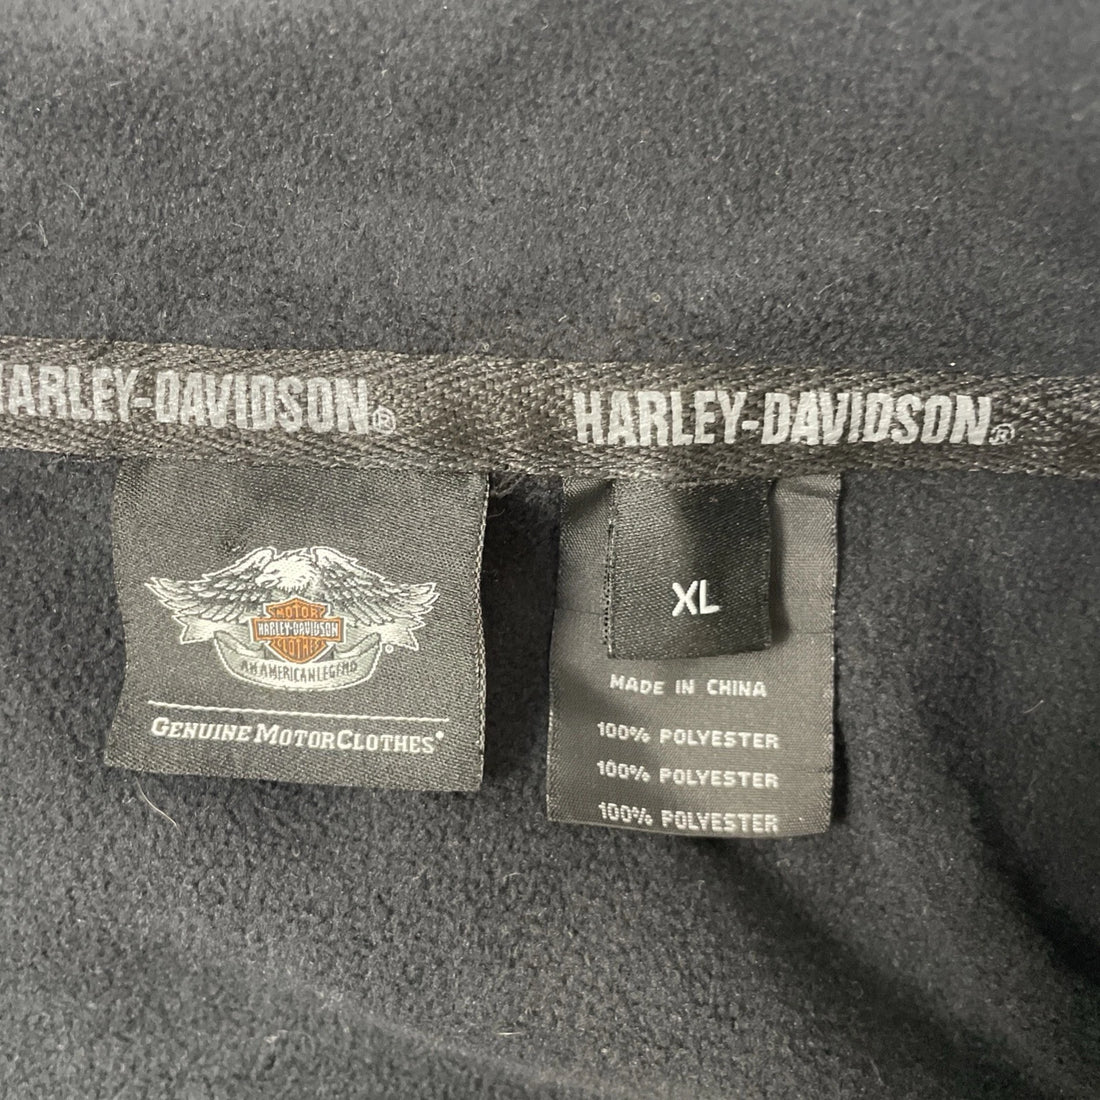 HARLEY-DAVIDSON®
HARLEY-DAVIDSON®
MOTOR
HARLEY-DAVIDSON
CLOTHES
®
AN AMERICAN LEGEND
GENUINE MOTORCLOTHES®
XL
MADE IN CHINA
100% POLYESTER
100% POLYESTER
100% POLYESTER